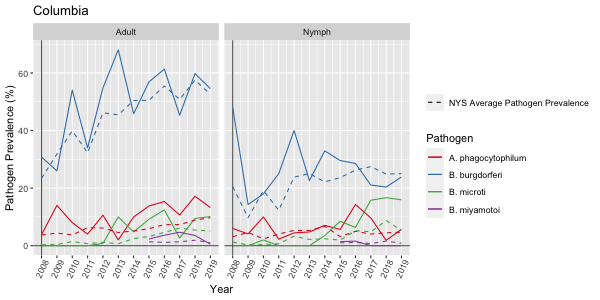 Columbia
Adult Nymph
Pathogen Prevalence (%)
60
40
20
0
2008 2009 2010 2011 2012 2013 2014 2015 2016 2017 2018 2019
2008 2009 2010 2011 2012 2013 2014 2015 2016 2017 2018 2019
Year
NYS Average Pathogen Prevalence
Pathogen
A. phagocytophilum
B. burgdorferi
B. microti
B. miyamotoi